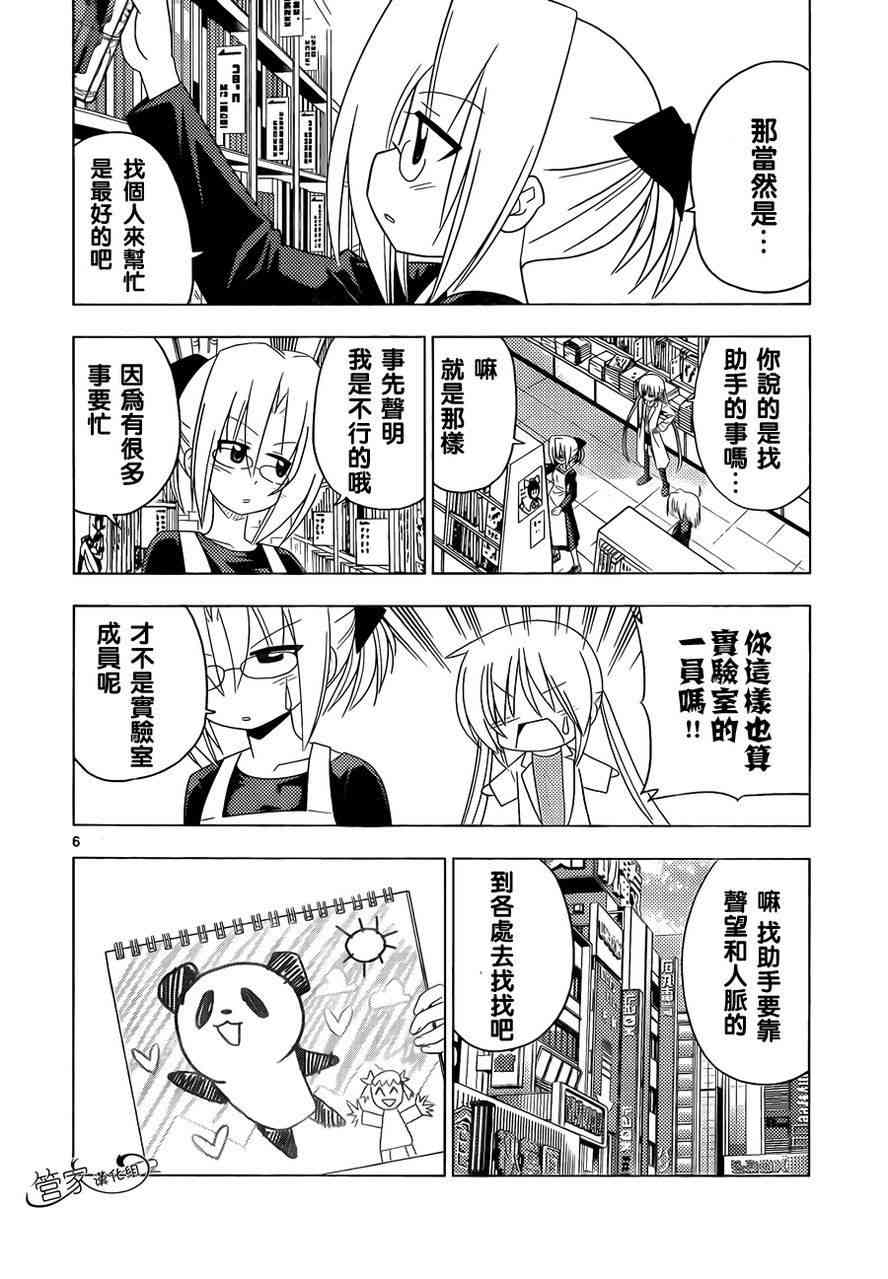 那當然是…
找個人來幫忙
是最好的吧
你說的是找
助手的事嗎…
嘛
就是那樣
事先聲明
我是不行的哦
因為有很多
事要忙
你這樣也算
實驗室的
一員嗎!!
才不是實驗室
成員呢
6
嘛 找助手要靠
聲望和人脈的
到各處去找找吧
管家
漢化組